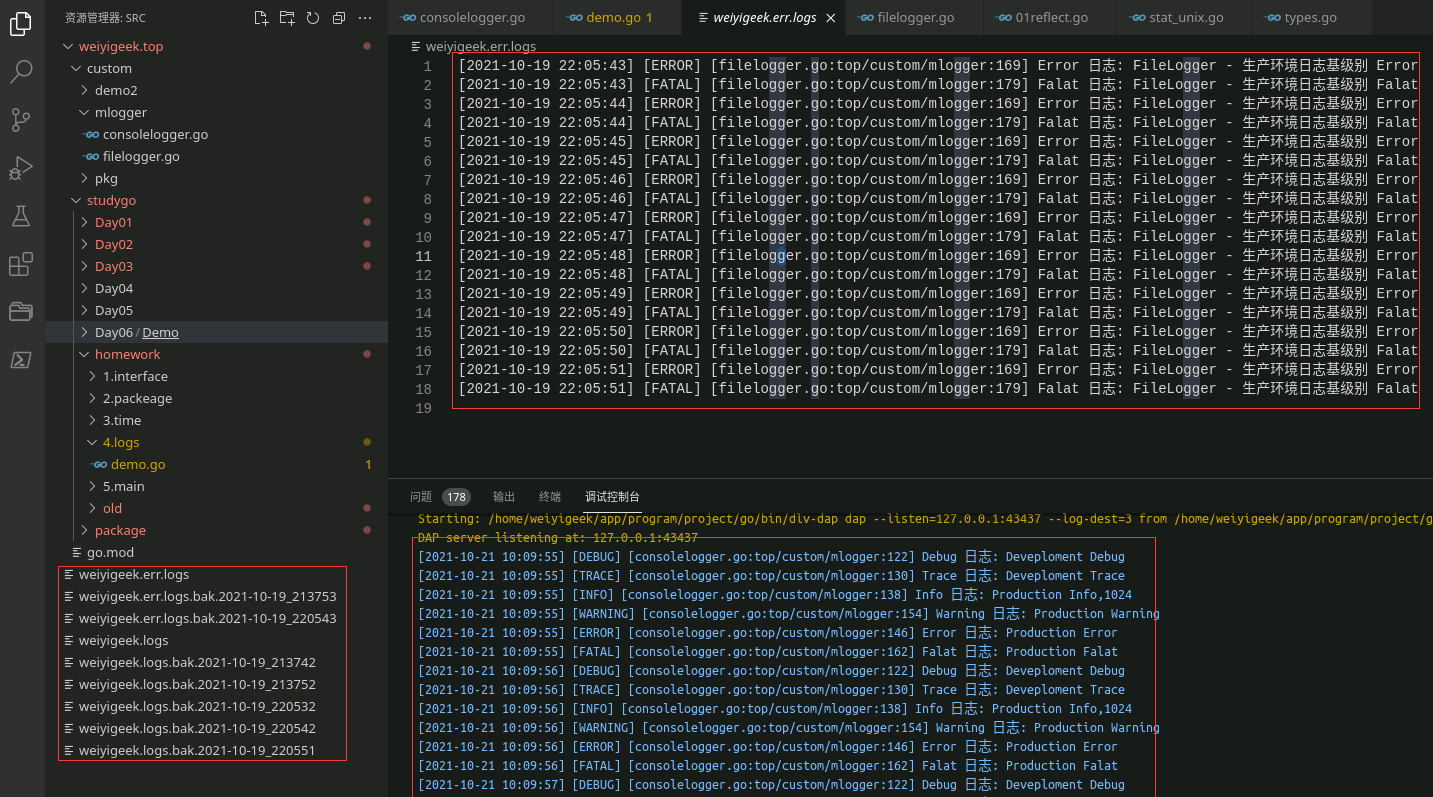 资源管理器: SRC
weiyigeek.top
custom
demo2
mlogger
consolelogger.go
filelogger.go
pkg
studygo
Day01
Day02
Day03
Day04
Day05
Day06/Demo
homework
1.interface
2.packeage
3.time
4.logs
demo.go 1
5.main
old
package
go.mod
weiyigeek.err.logs
weiyigeek.err.logs.bak.2021-10-19_213753
weiyigeek.err.logs.bak.2021-10-19_220543
weiyigeek.logs
weiyigeek.logs.bak.2021-10-19_213742
weiyigeek.logs.bak.2021-10-19_213752
weiyigeek.logs.bak.2021-10-19_220532
weiyigeek.logs.bak.2021-10-19_220542
weiyigeek.logs.bak.2021-10-19_220551
consolelogger.go demo.go 1 weiyigeek.err.logs filelogger.go 01reflect.go stat_unix.go types.go
weiyigeek.err.logs
1 [2021-10-19 22:05:43] [ERROR] [filelogger.go:top/custom/mlogger:169] Error 日志: FileLogger - 生产环境日志基级别 Error
2 [2021-10-19 22:05:43] [FATAL] [filelogger.go:top/custom/mlogger:179] Falat 日志: FileLogger - 生产环境日志基级别 Falat
3 [2021-10-19 22:05:44] [ERROR] [filelogger.go:top/custom/mlogger:169] Error 日志: FileLogger - 生产环境日志基级别 Error
4 [2021-10-19 22:05:44] [FATAL] [filelogger.go:top/custom/mlogger:179] Falat 日志: FileLogger - 生产环境日志基级别 Falat
5 [2021-10-19 22:05:45] [ERROR] [filelogger.go:top/custom/mlogger:169] Error 日志: FileLogger - 生产环境日志基级别 Error
6 [2021-10-19 22:05:45] [FATAL] [filelogger.go:top/custom/mlogger:179] Falat 日志: FileLogger - 生产环境日志基级别 Falat
7 [2021-10-19 22:05:46] [ERROR] [filelogger.go:top/custom/mlogger:169] Error 日志: FileLogger - 生产环境日志基级别 Error
8 [2021-10-19 22:05:46] [FATAL] [filelogger.go:top/custom/mlogger:179] Falat 日志: FileLogger - 生产环境日志基级别 Falat
9 [2021-10-19 22:05:47] [ERROR] [filelogger.go:top/custom/mlogger:169] Error 日志: FileLogger - 生产环境日志基级别 Error
10 [2021-10-19 22:05:47] [FATAL] [filelogger.go:top/custom/mlogger:179] Falat 日志: FileLogger - 生产环境日志基级别 Falat
11 [2021-10-19 22:05:48] [ERROR] [filelogger.go:top/custom/mlogger:169] Error 日志: FileLogger - 生产环境日志基级别 Error
12 [2021-10-19 22:05:48] [FATAL] [filelogger.go:top/custom/mlogger:179] Falat 日志: FileLogger - 生产环境日志基级别 Falat
13 [2021-10-19 22:05:49] [ERROR] [filelogger.go:top/custom/mlogger:169] Error 日志: FileLogger - 生产环境日志基级别 Error
14 [2021-10-19 22:05:49] [FATAL] [filelogger.go:top/custom/mlogger:179] Falat 日志: FileLogger - 生产环境日志基级别 Falat
15 [2021-10-19 22:05:50] [ERROR] [filelogger.go:top/custom/mlogger:169] Error 日志: FileLogger - 生产环境日志基级别 Error
16 [2021-10-19 22:05:50] [FATAL] [filelogger.go:top/custom/mlogger:179] Falat 日志: FileLogger - 生产环境日志基级别 Falat
17 [2021-10-19 22:05:51] [ERROR] [filelogger.go:top/custom/mlogger:169] Error 日志: FileLogger - 生产环境日志基级别 Error
18 [2021-10-19 22:05:51] [FATAL] [filelogger.go:top/custom/mlogger:179] Falat 日志: FileLogger - 生产环境日志基级别 Falat
19
问题 178 输出 终端 调试控制台
Starting: /home/weiyigeek/app/program/project/go/bin/dlv-dap dap --listen=127.0.0.1:43437 --log-dest=3 from /home/weiyigeek/app/program/project/g
DAP server listening at: 127.0.0.1:43437
[2021-10-21 10:09:55] [DEBUG] [consolelogger.go:top/custom/mlogger:122] Debug 日志: Deveploment Debug
[2021-10-21 10:09:55] [TRACE] [consolelogger.go:top/custom/mlogger:130] Trace 日志: Deveploment Trace
[2021-10-21 10:09:55] [INFO] [consolelogger.go:top/custom/mlogger:138] Info 日志: Production Info,1024
[2021-10-21 10:09:55] [WARNING] [consolelogger.go:top/custom/mlogger:154] Warning 日志: Production Warning
[2021-10-21 10:09:55] [ERROR] [consolelogger.go:top/custom/mlogger:146] Error 日志: Production Error
[2021-10-21 10:09:55] [FATAL] [consolelogger.go:top/custom/mlogger:162] Falat 日志: Production Falat
[2021-10-21 10:09:56] [DEBUG] [consolelogger.go:top/custom/mlogger:122] Debug 日志: Deveploment Debug
[2021-10-21 10:09:56] [TRACE] [consolelogger.go:top/custom/mlogger:130] Trace 日志: Deveploment Trace
[2021-10-21 10:09:56] [INFO] [consolelogger.go:top/custom/mlogger:138] Info 日志: Production Info,1024
[2021-10-21 10:09:56] [WARNING] [consolelogger.go:top/custom/mlogger:154] Warning 日志: Production Warning
[2021-10-21 10:09:56] [ERROR] [consolelogger.go:top/custom/mlogger:146] Error 日志: Production Error
[2021-10-21 10:09:56] [FATAL] [consolelogger.go:top/custom/mlogger:162] Falat 日志: Production Falat
[2021-10-21 10:09:57] [DEBUG] [consolelogger.go:top/custom/mlogger:122] Debug 日志: Deveploment Debug